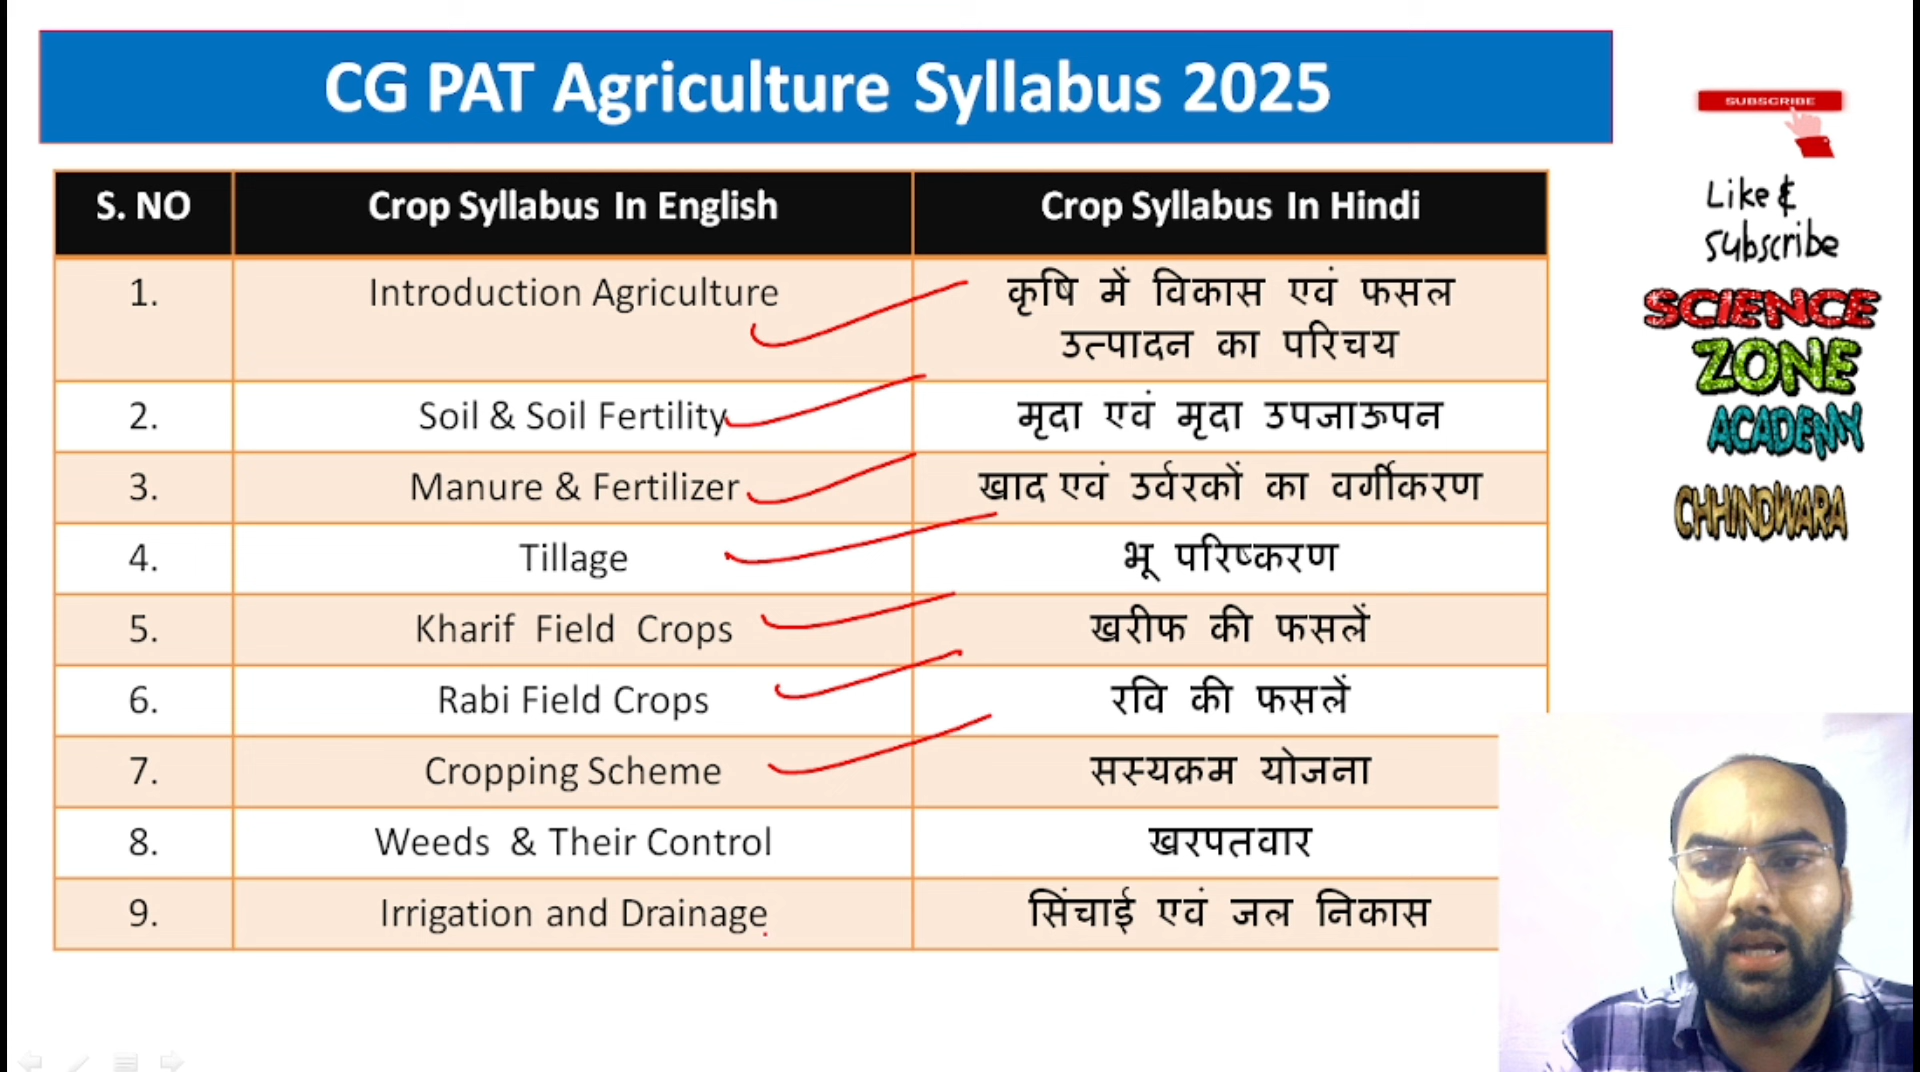 CG PAT Agriculture Syllabus 2025
SUBSCRIBE
Like &
Subscribe
SCIENCE
ZONE
ACADEMY
CHHINDWARA
S. NO Crop Syllabus In English Crop Syllabus In Hindi
1. Introduction Agriculture कृषि में विकास एवं फसल
उत्पादन का परिचय
2. Soil & Soil Fertility मृदा एवं मृदा उपजाऊपन
3. Manure & Fertilizer खाद एवं उर्वरकों का वर्गीकरण
4. Tillage भू परिष्करण
5. Kharif Field Crops खरीफ की फसलें
6. Rabi Field Crops रवि की फसलें
7. Cropping Scheme सस्यक्रम योजना
8. Weeds & Their Control खरपतवार
9. Irrigation and Drainage सिंचाई एवं जल निकास